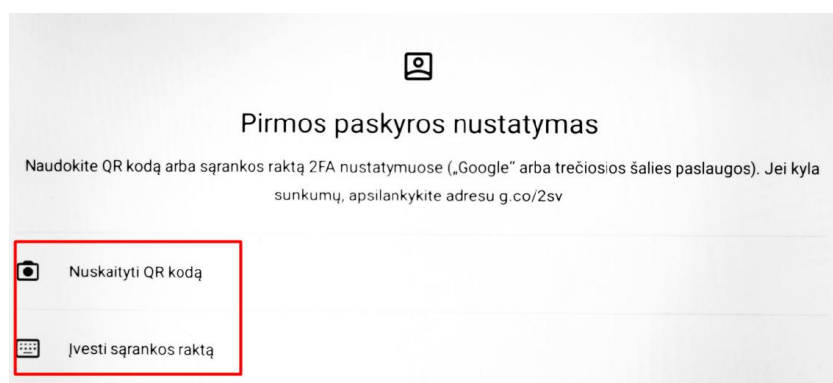 Pirmos paskyros nustatymas
Naudokite QR kodą arba sąrankos raktą 2FA nustatymuose („Google“ arba trečiosios šalies paslaugos). Jei kyla
sunkumų, apsilankykite adresu g.co/2sv
Nuskaityti QR kodą
Įvesti sąrankos raktą